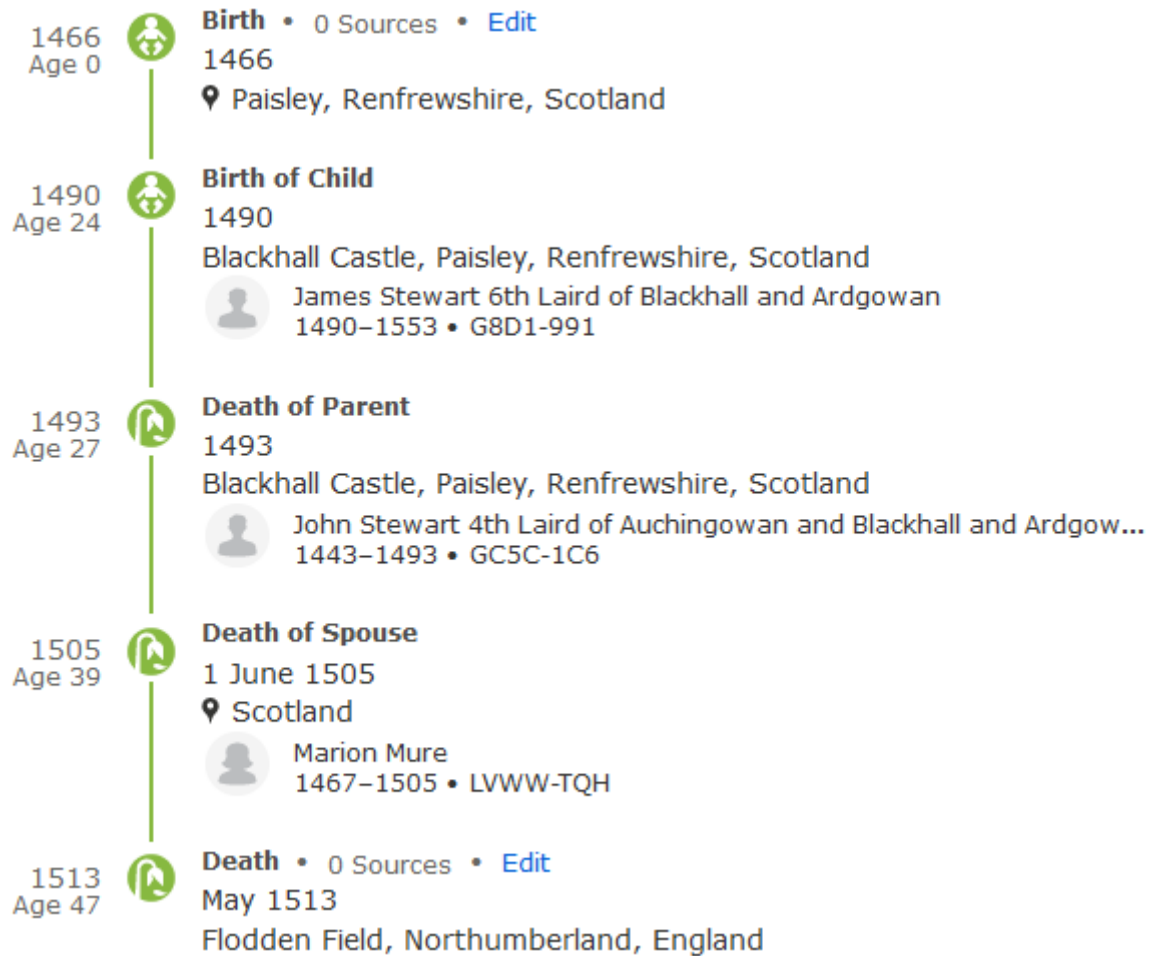 1466
Age 0
Birth • 0 Sources • Edit
1466
Paisley, Renfrewshire, Scotland
1490
Age 24
Birth of Child
1490
Blackhall Castle, Paisley, Renfrewshire, Scotland
James Stewart 6th Laird of Blackhall and Ardgowan
1490–1553 • G8D1-991
1493
Age 27
Death of Parent
1493
Blackhall Castle, Paisley, Renfrewshire, Scotland
John Stewart 4th Laird of Auchingowan and Blackhall and Ardgow...
1443–1493 • GC5C-1C6
1505
Age 39
Death of Spouse
1 June 1505
Scotland
Marion Mure
1467–1505 • LVWW-TQH
1513
Age 47
Death • 0 Sources • Edit
May 1513
Flodden Field, Northumberland, England